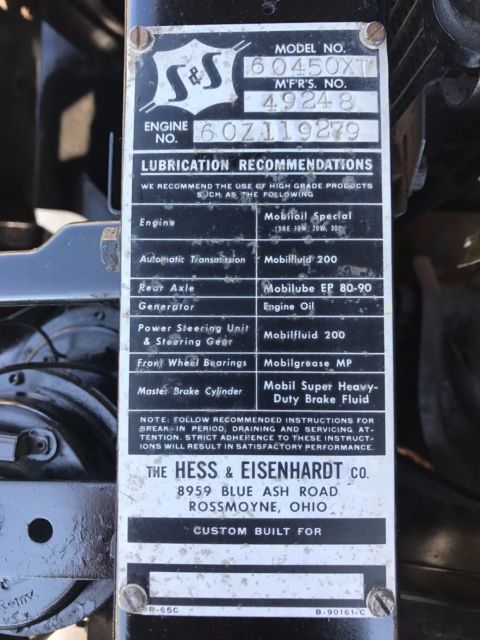 S&S
MODEL NO.
60450XT
M'F'R'S. NO.
49248
ENGINE NO.
60Z119279
LUBRICATION RECOMMENDATIONS
WE RECOMMEND THE USE OF HIGH GRADE PRODUCTS
SUCH AS THE FOLLOWING
Engine Mobiloil Special
(SAE 10W, 20W, 30)
Automatic Transmission Mobilfluid 200
Rear Axle Mobilube EP 80-90
Generator Engine Oil
Power Steering Unit & Steering Gear Mobilfluid 200
Front Wheel Bearings Mobilgrease MP
Master Brake Cylinder Mobil Super Heavy-
Duty Brake Fluid
NOTE: FOLLOW RECOMMENDED INSTRUCTIONS FOR
BREAK-IN PERIOD, DRAINING AND SERVICING AT-
TENTION. STRICT ADHERENCE TO THESE INSTRUCT-
IONS WILL RESULT IN SATISFACTORY PERFORMANCE.
THE HESS & EISENHARDT CO.
8959 BLUE ASH ROAD
ROSSMOYNE, OHIO
CUSTOM BUILT FOR
P-65C B-90161-C